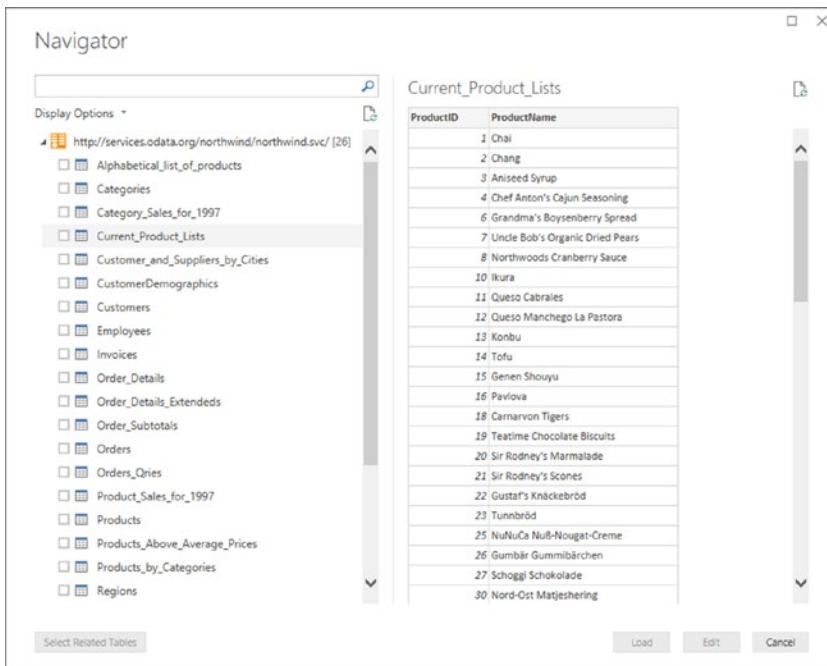 Navigator
Display Options
http://services.odata.org/northwind/northwind.svc/ [26]
Alphabetical_list_of_products
Categories
Category_Sales_for_1997
Current_Product_Lists
Customer_and_Suppliers_by_Cities
CustomerDemographics
Customers
Employees
Invoices
Order_Details
Order_Details_Extendeds
Order_Subtotals
Orders
Orders_Qries
Product_Sales_for_1997
Products
Products_Above_Average_Prices
Products_by_Categories
Regions
Current_Product_Lists
ProductID ProductName
1 Chai
2 Chang
3 Aniseed Syrup
4 Chef Anton's Cajun Seasoning
6 Grandma's Boysenberry Spread
7 Uncle Bob's Organic Dried Pears
8 Northwoods Cranberry Sauce
10 Ikura
11 Queso Cabrales
12 Queso Manchego La Pastora
13 Konbu
14 Tofu
15 Genen Shouyu
16 Pavlova
18 Carnarvon Tigers
19 Teatime Chocolate Biscuits
20 Sir Rodney's Marmalade
21 Sir Rodney's Scones
22 Gustaf's Knäckebröd
23 Tunnbröd
25 NuNuCa Nuß-Nougat-Creme
26 Gumbär Gummibärchen
27 Schoggi Schokolade
30 Nord-Ost Matjeshering
Select Related Tables
Load Edit Cancel